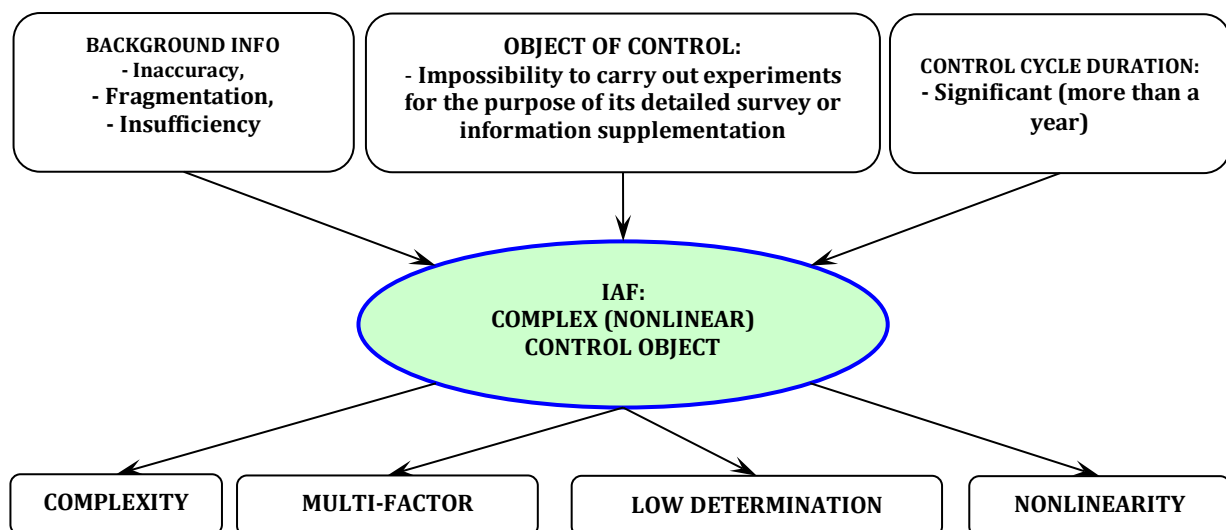 BACKGROUND INFO
- Inaccuracy,
- Fragmentation,
- Insufficiency
OBJECT OF CONTROL:
- Impossibility to carry out experiments
for the purpose of its detailed survey or
information supplementation
CONTROL CYCLE DURATION:
- Significant (more than a
year)
IAF:
COMPLEX (NONLINEAR)
CONTROL OBJECT
COMPLEXITY
MULTI-FACTOR
LOW DETERMINATION
NONLINEARITY